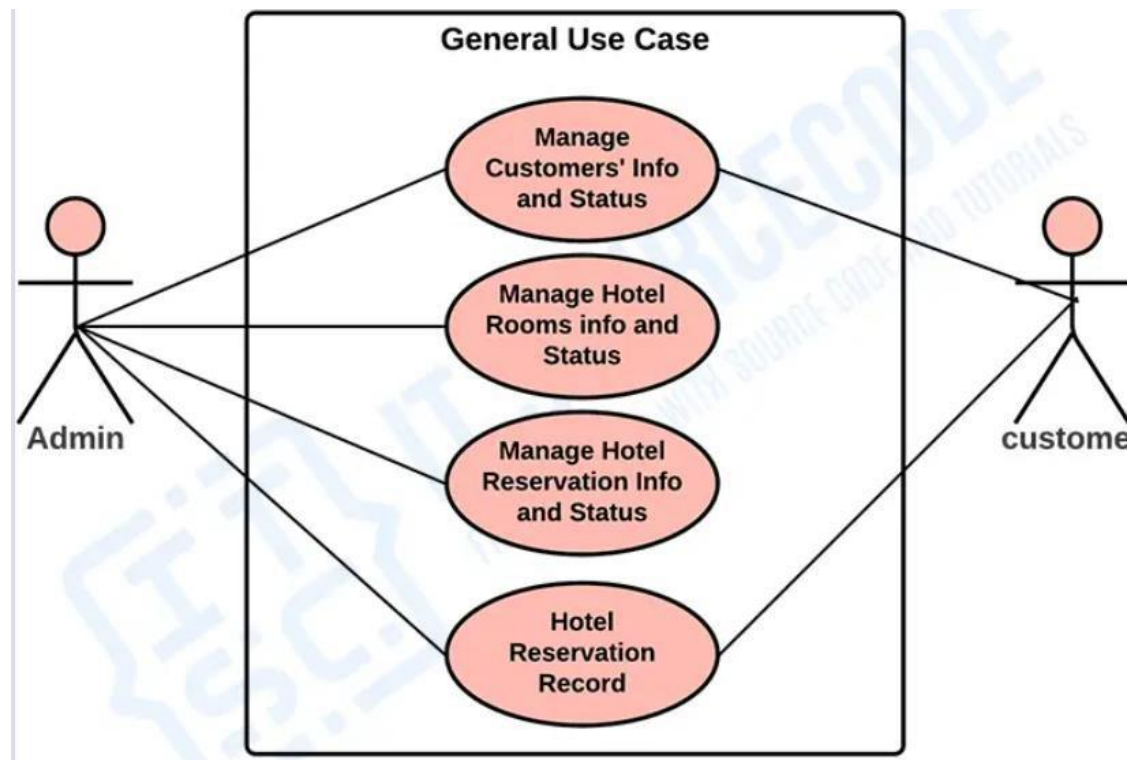 General Use Case
Manage
Customers' Info
and Status
Manage Hotel
Rooms info and
Status
Admin
custome
Manage Hotel
Reservation Info
and Status
Hotel
Reservation
Record